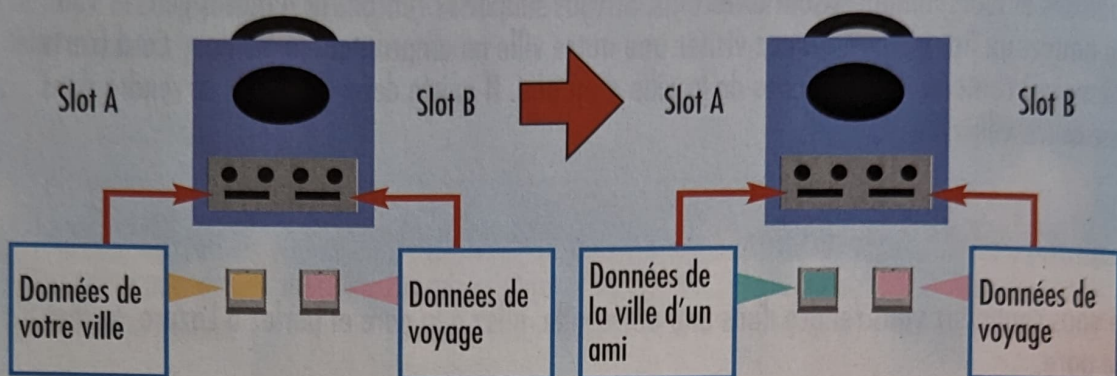 Slot A
Slot B
Slot A
Slot B
Données de
votre ville
Données de
voyage
Données de
la ville d'un
ami
Données de
voyage